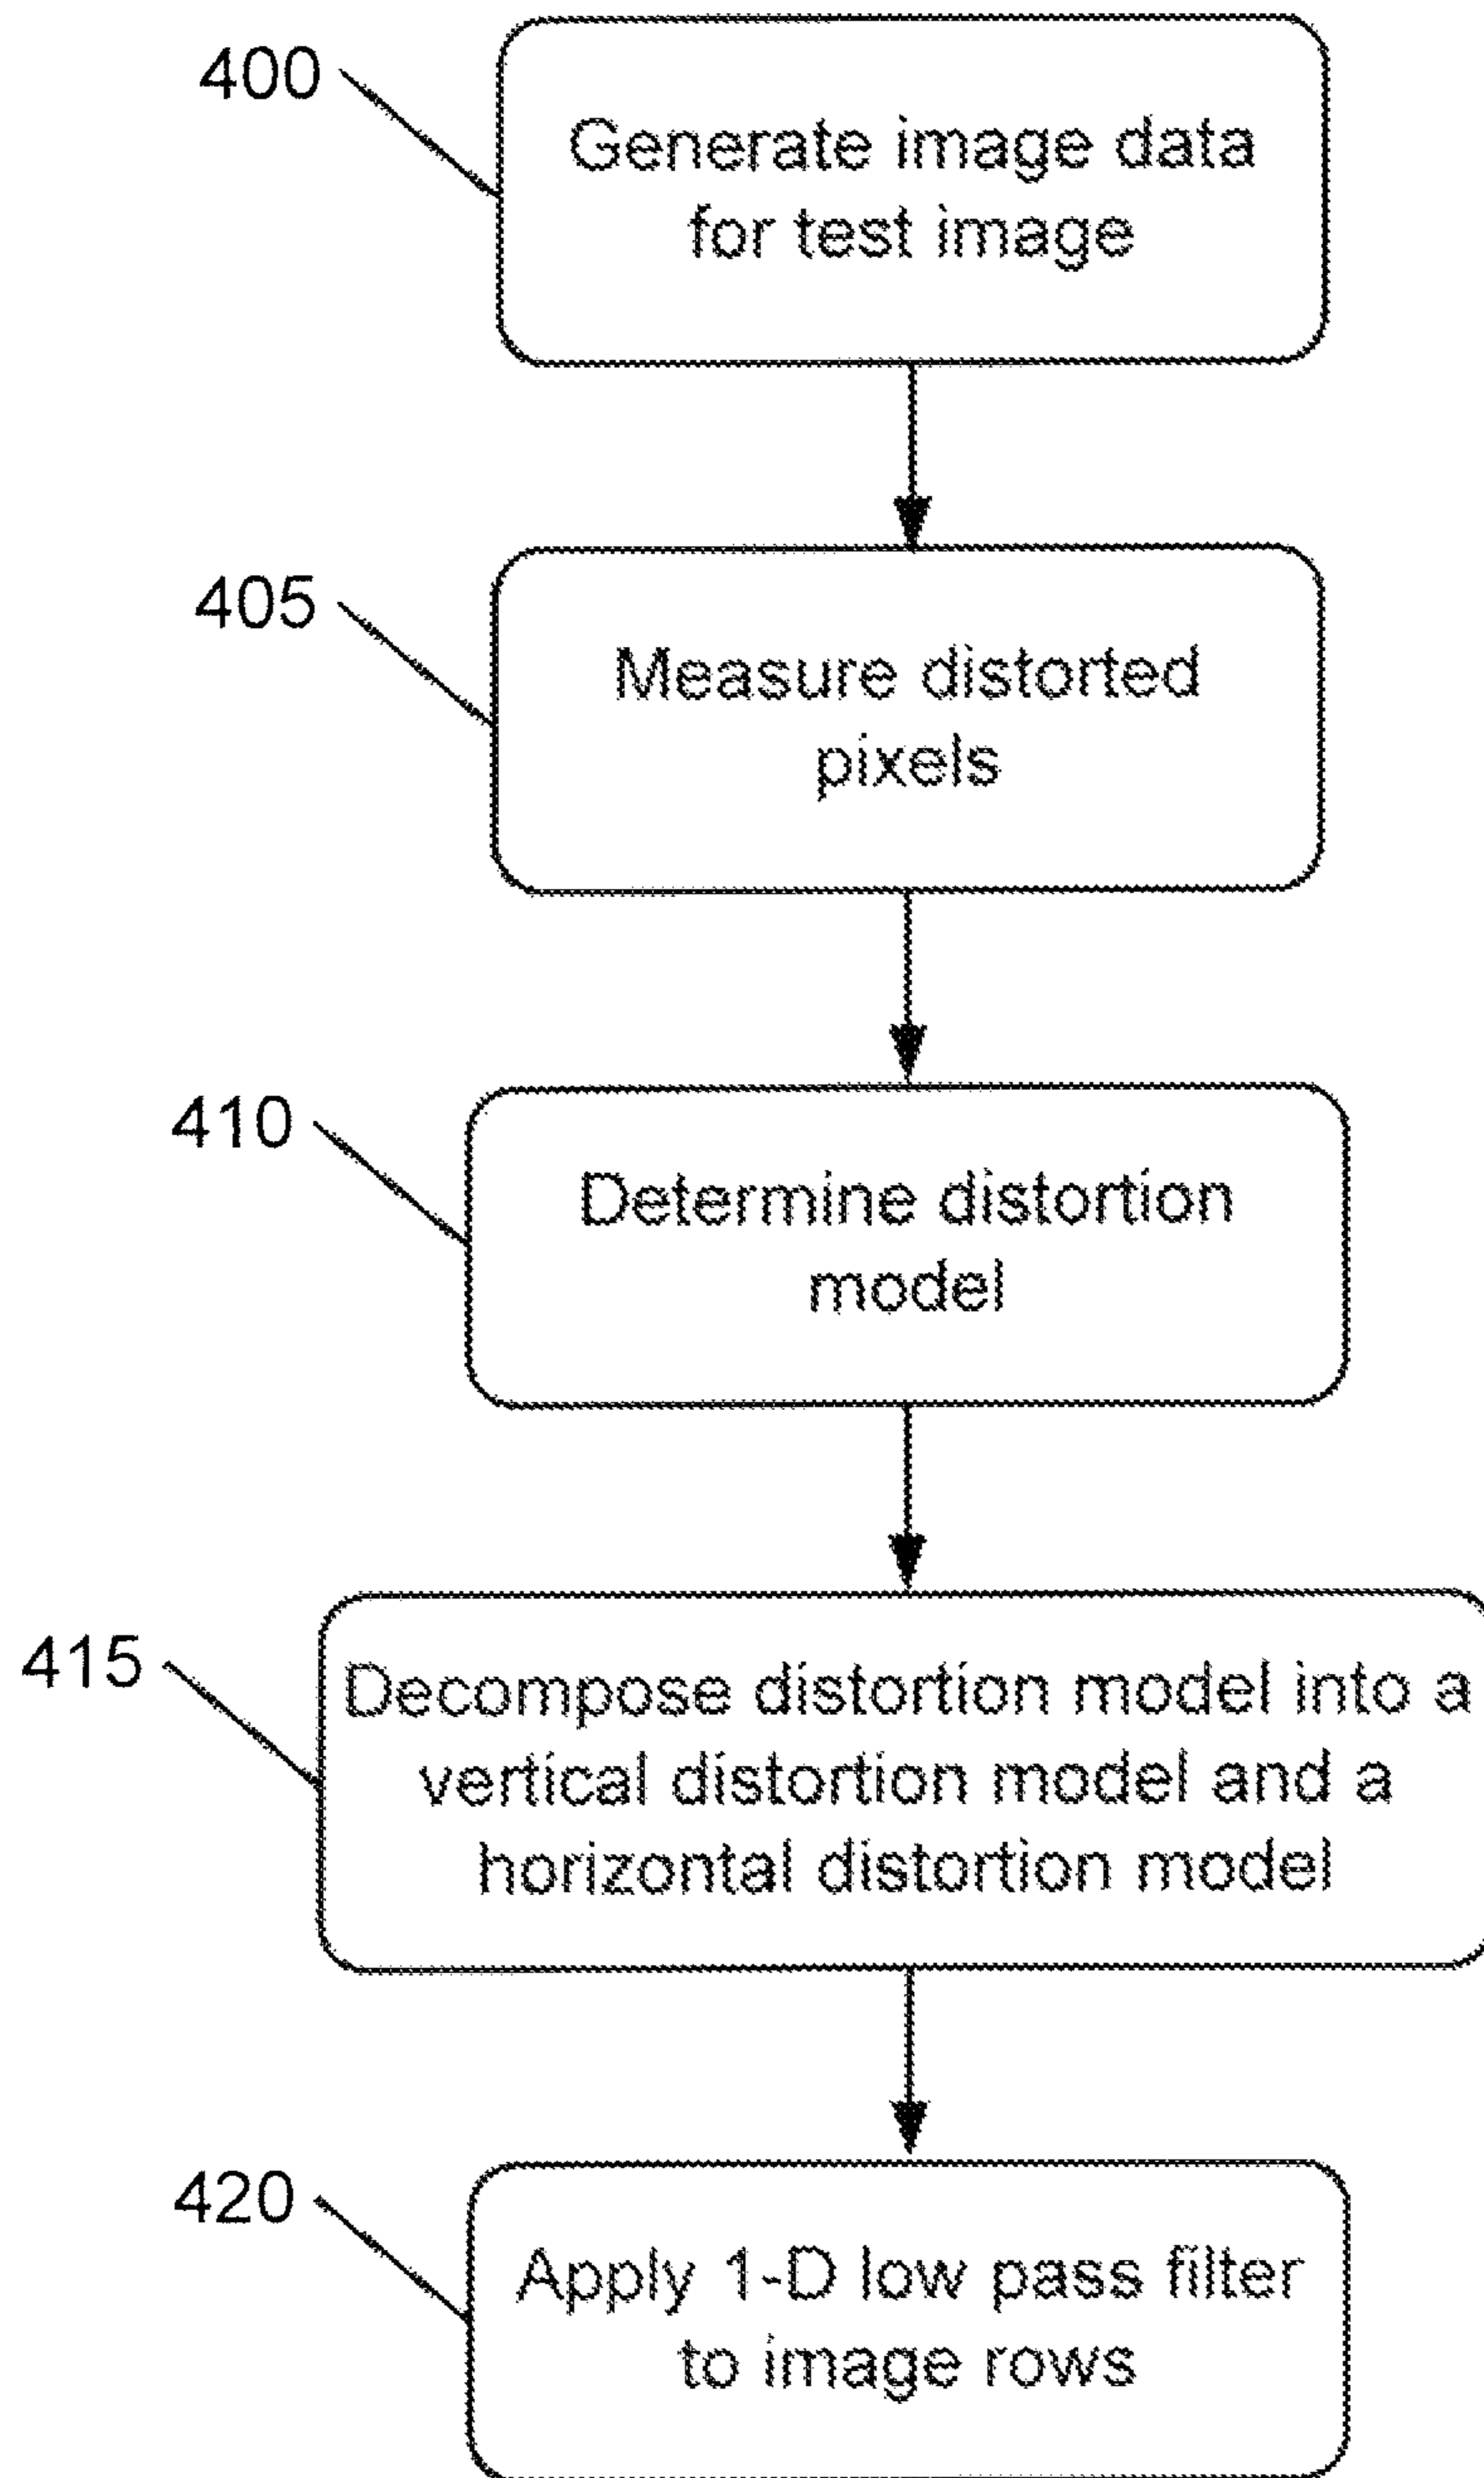 400
Generate image data
for test image
405
Measure distorted
pixels
410
Determine distortion
model
415
Decompose distortion model into a
vertical distortion model and a
horizontal distortion model
420
Apply 1-D low pass filter
to image rows